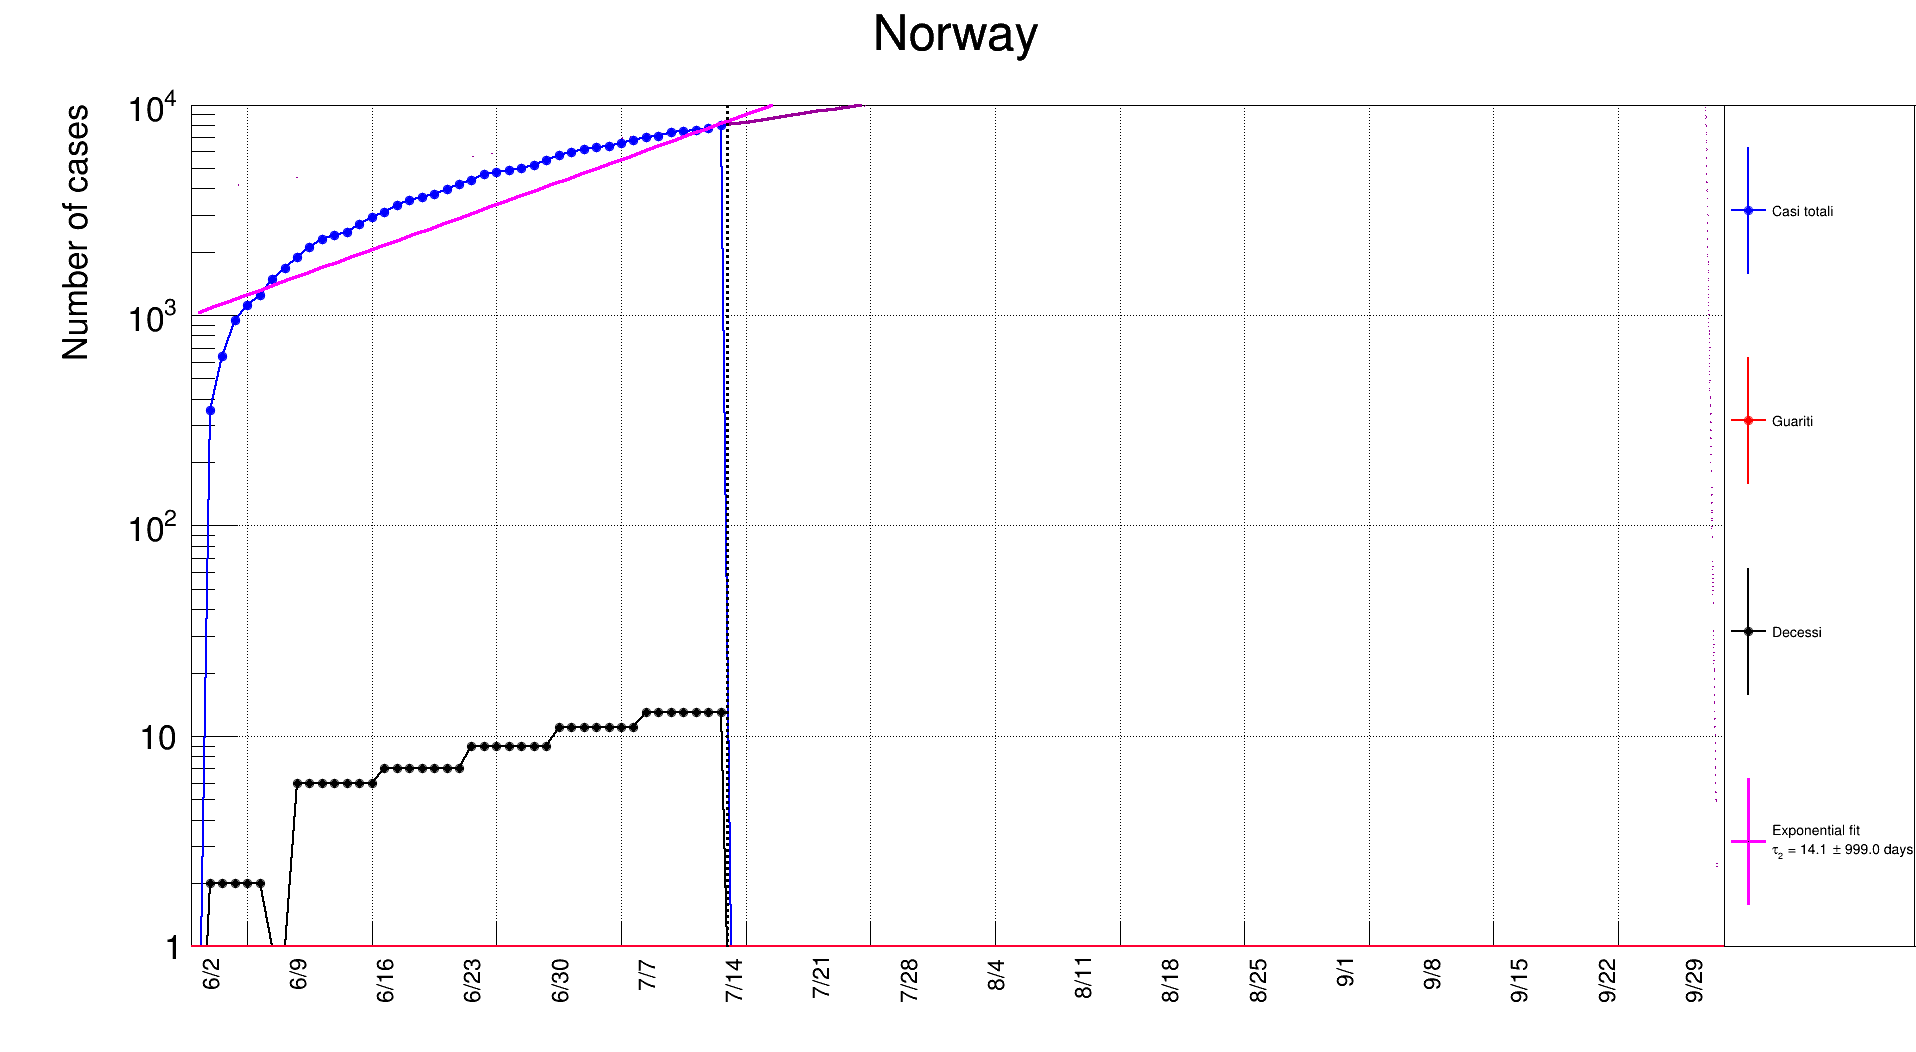 Norway
Number of cases
10^4
10^3
10^2
10
1
6/2 6/9 6/16 6/23 6/30 7/7 7/14 7/21 7/28 8/4 8/11 8/18 8/25 9/1 9/8 9/15 9/22 9/29
Casi totali
Guariti
Decessi
Exponential fit
τ_2 = 14.1 ± 999.0 days